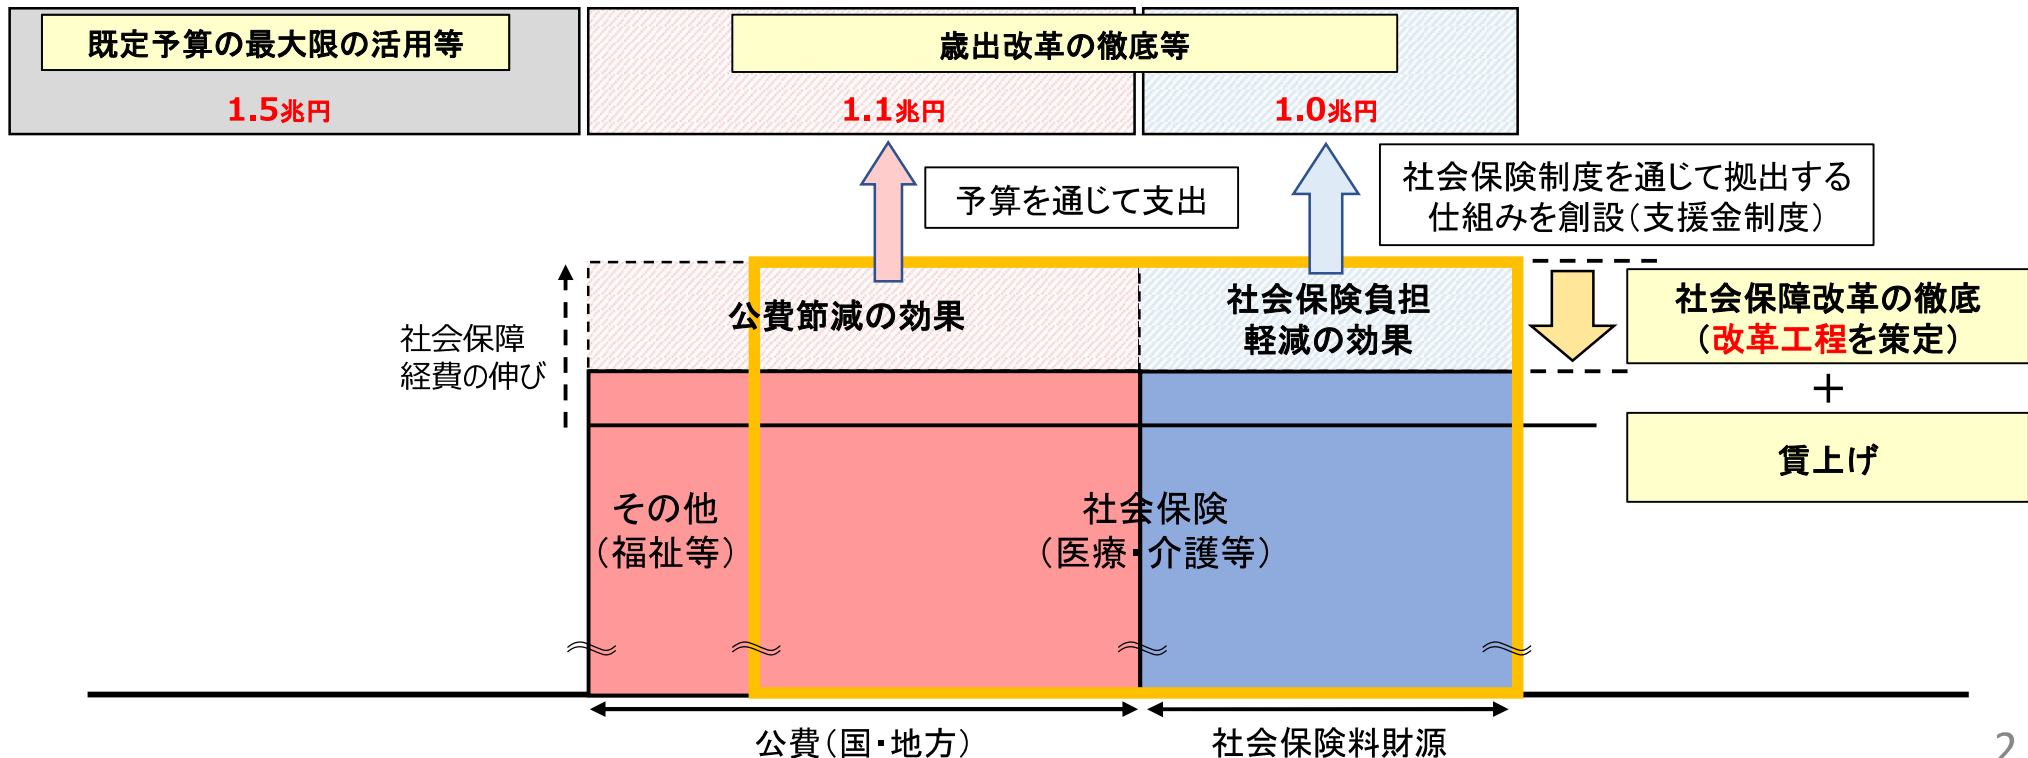 既定予算の最大限の活用等
1.5兆円
歳出改革の徹底等
1.1兆円
1.0兆円
予算を通じて支出
社会保険制度を通じて拠出する
仕組みを創設（支援金制度）
社会保障
経費の伸び
公費節減の効果
社会保険負担
軽減の効果
社会保障改革の徹底
（改革工程を策定）
＋
賃上げ
その他
（福祉等）
社会保険
（医療・介護等）
公費（国・地方）
社会保険料財源
2